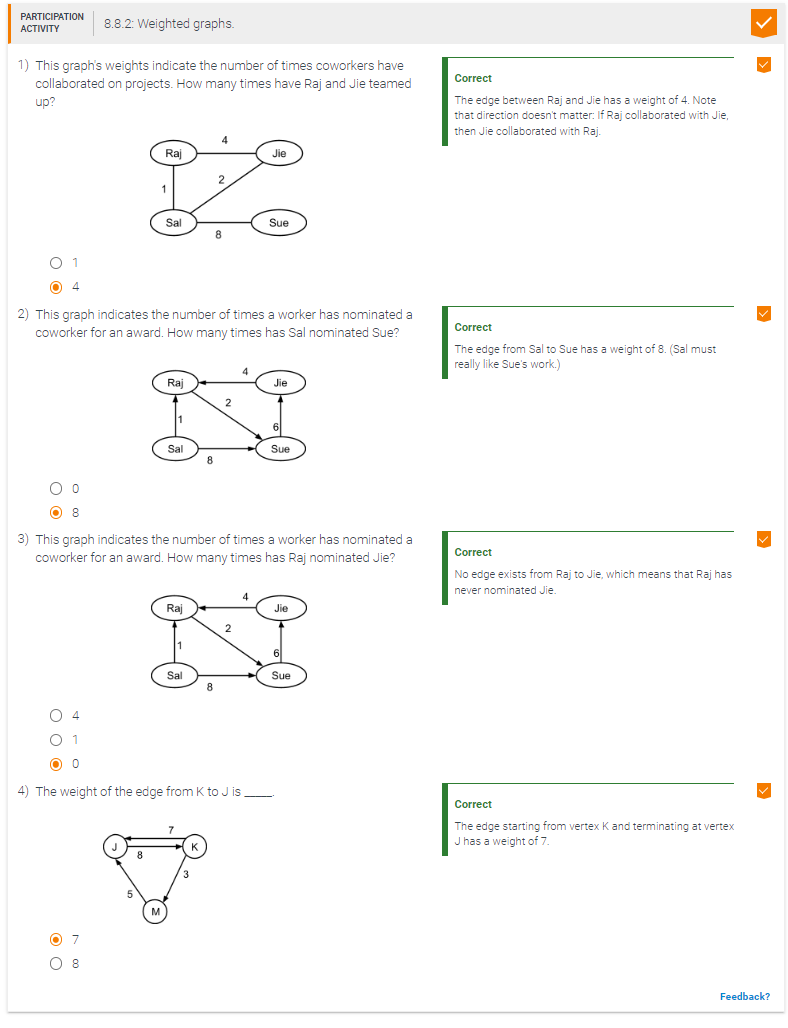 PARTICIPATION
ACTIVITY
8.8.2: Weighted graphs.
1) This graph's weights indicate the number of times coworkers have
collaborated on projects. How many times have Raj and Jie teamed
up?
4
Raj
Jie
2
1
Sal
Sue
8
1
4
Correct
The edge between Raj and Jie has a weight of 4. Note
that direction doesn't matter: If Raj collaborated with Jie,
then Jie collaborated with Raj.
2) This graph indicates the number of times a worker has nominated a
coworker for an award. How many times has Sal nominated Sue?
4
Raj
Jie
2
1
6
Sal
Sue
8
0
8
Correct
The edge from Sal to Sue has a weight of 8. (Sal must
really like Sue's work.)
3) This graph indicates the number of times a worker has nominated a
coworker for an award. How many times has Raj nominated Jie?
4
Raj
Jie
2
1
6
Sal
Sue
8
4
1
0
Correct
No edge exists from Raj to Jie, which means that Raj has
never nominated Jie.
4) The weight of the edge from K to J is _____.
7
J
K
8
3
5
M
7
8
Correct
The edge starting from vertex K and terminating at vertex
J has a weight of 7.
Feedback?